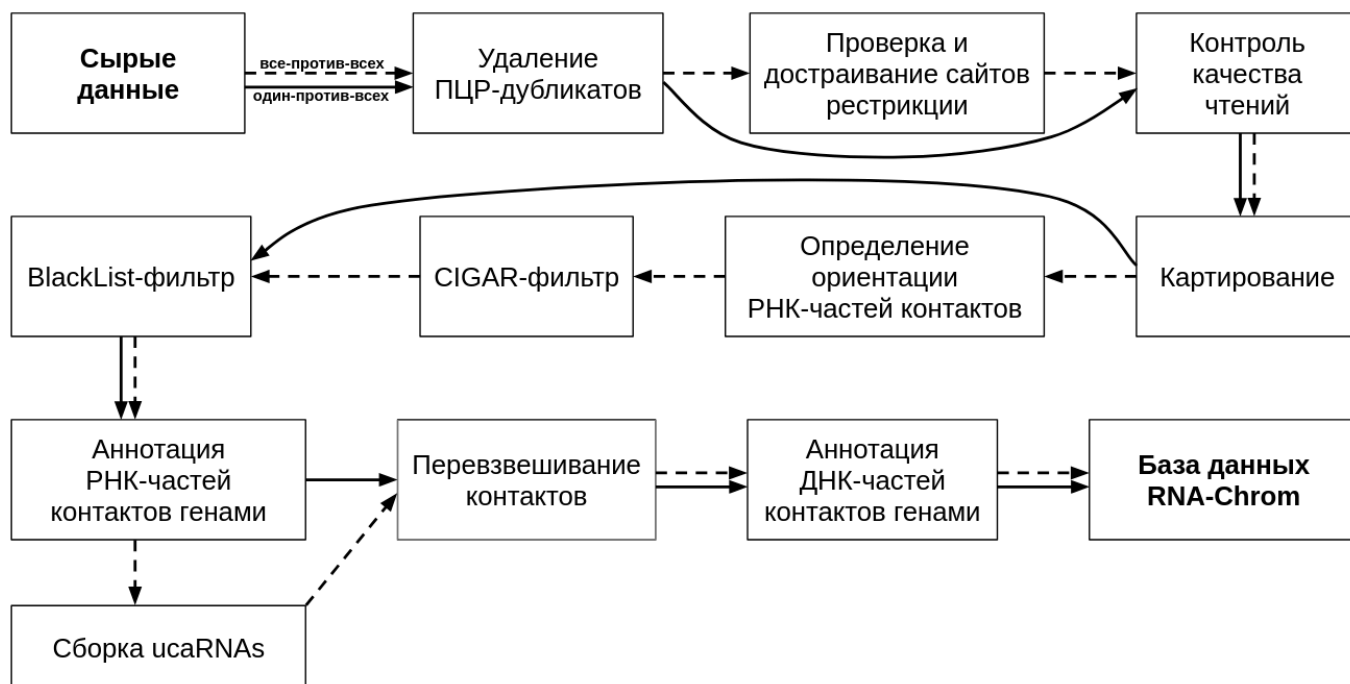 Сырые
данные
все-против-всех
один-против-всех
Удаление
ПЦР-дубликатов
Проверка и
достраивание сайтов
рестрикции
Контроль
качества
чтений
BlackList-фильтр
CIGAR-фильтр
Определение
ориентации
РНК-частей контактов
Картирование
Аннотация
РНК-частей
контактов генами
Перевзвешивание
контактов
Аннотация
ДНК-частей
контактов генами
База данных
RNA-Chrom
Сборка ucaRNAs